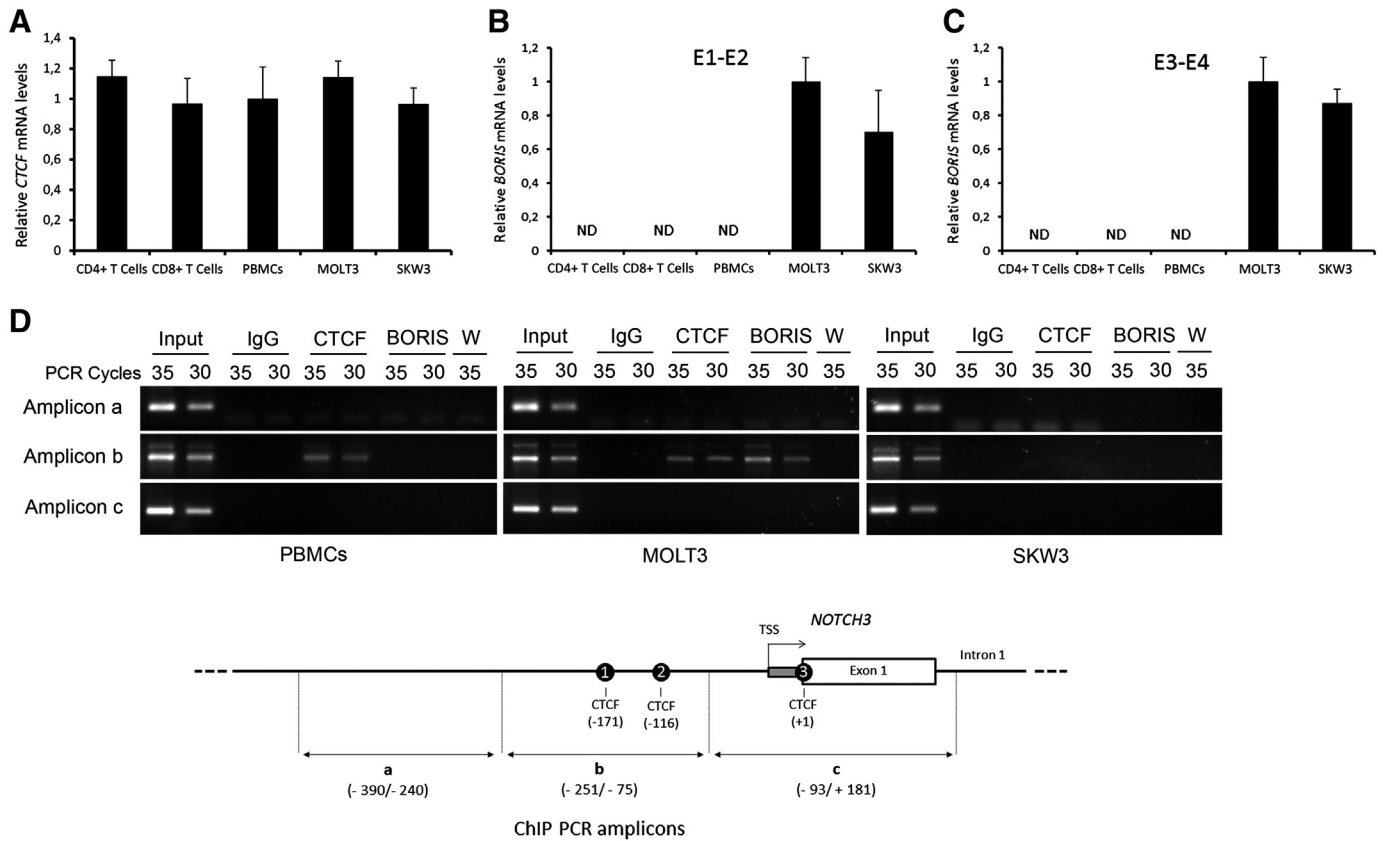 A
Relative CTCF mRNA levels
1,4
1,2
1
0,8
0,6
0,4
0,2
0
CD4+ T Cells CD8+ T Cells PBMCs MOLT3 SKW3
B
E1-E2
Relative BORIS mRNA levels
1,2
1
0,8
0,6
0,4
0,2
0
ND ND ND
CD4+ T Cells CD8+ T Cells PBMCs MOLT3 SKW3
C
E3-E4
Relative BORIS mRNA levels
1,2
1
0,8
0,6
0,4
0,2
0
ND ND ND
CD4+ T Cells CD8+ T Cells PBMCs MOLT3 SKW3
D
Input IgG CTCF BORIS W Input IgG CTCF BORIS W Input IgG CTCF BORIS W
PCR Cycles 35 30 35 30 35 30 35 30 35 35 30 35 30 35 30 35 30 35 35 30 35 30 35 30 35 30 35
Amplicon a
Amplicon b
Amplicon c
PBMCs MOLT3 SKW3
NOTCH3
TSS
Intron 1
1 2 3 Exon 1
CTCF CTCF CTCF
(-171) (-116) (+1)
a b c
(- 390/- 240) (- 251/ - 75) (- 93/ + 181)
ChIP PCR amplicons